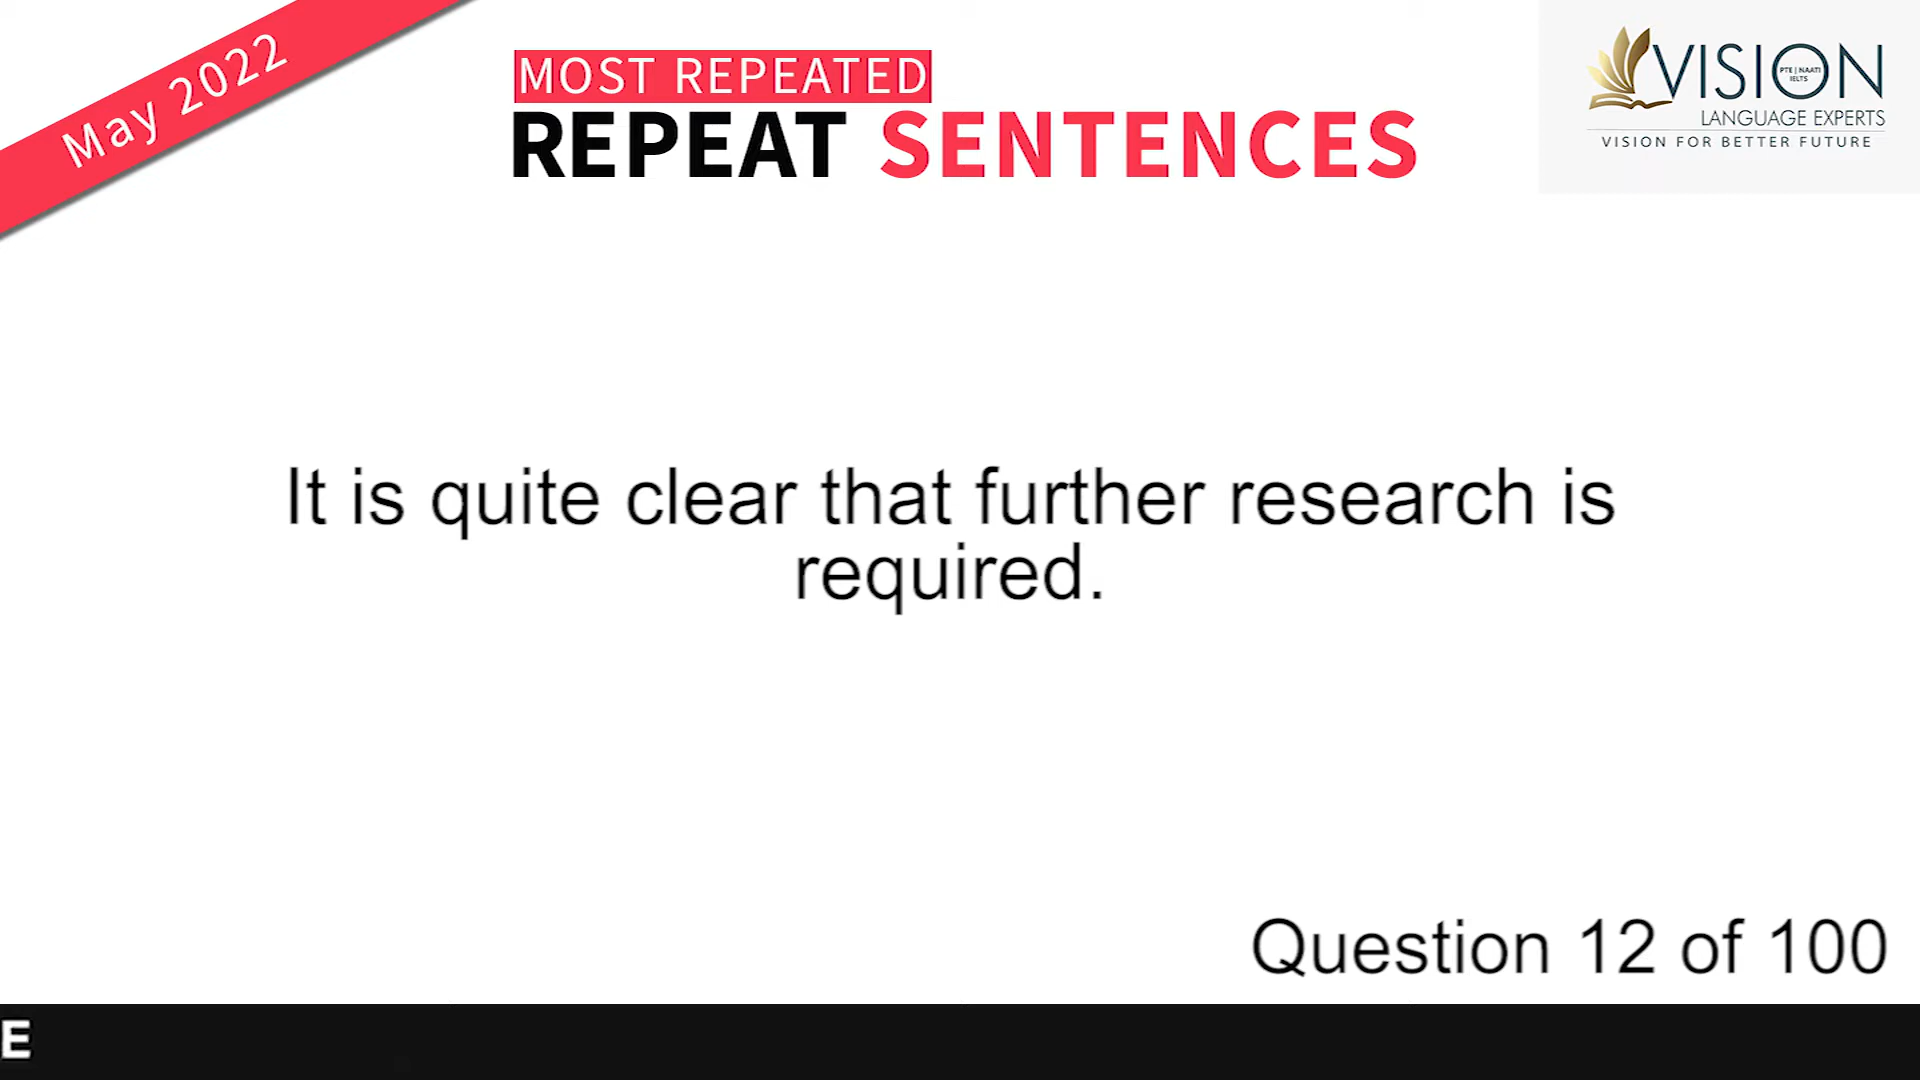 May 2022
MOST REPEATED
REPEAT SENTENCES
VISION
PTE | NAATI
IELTS
LANGUAGE EXPERTS
VISION FOR BETTER FUTURE
It is quite clear that further research is
required.
Question 12 of 100
E